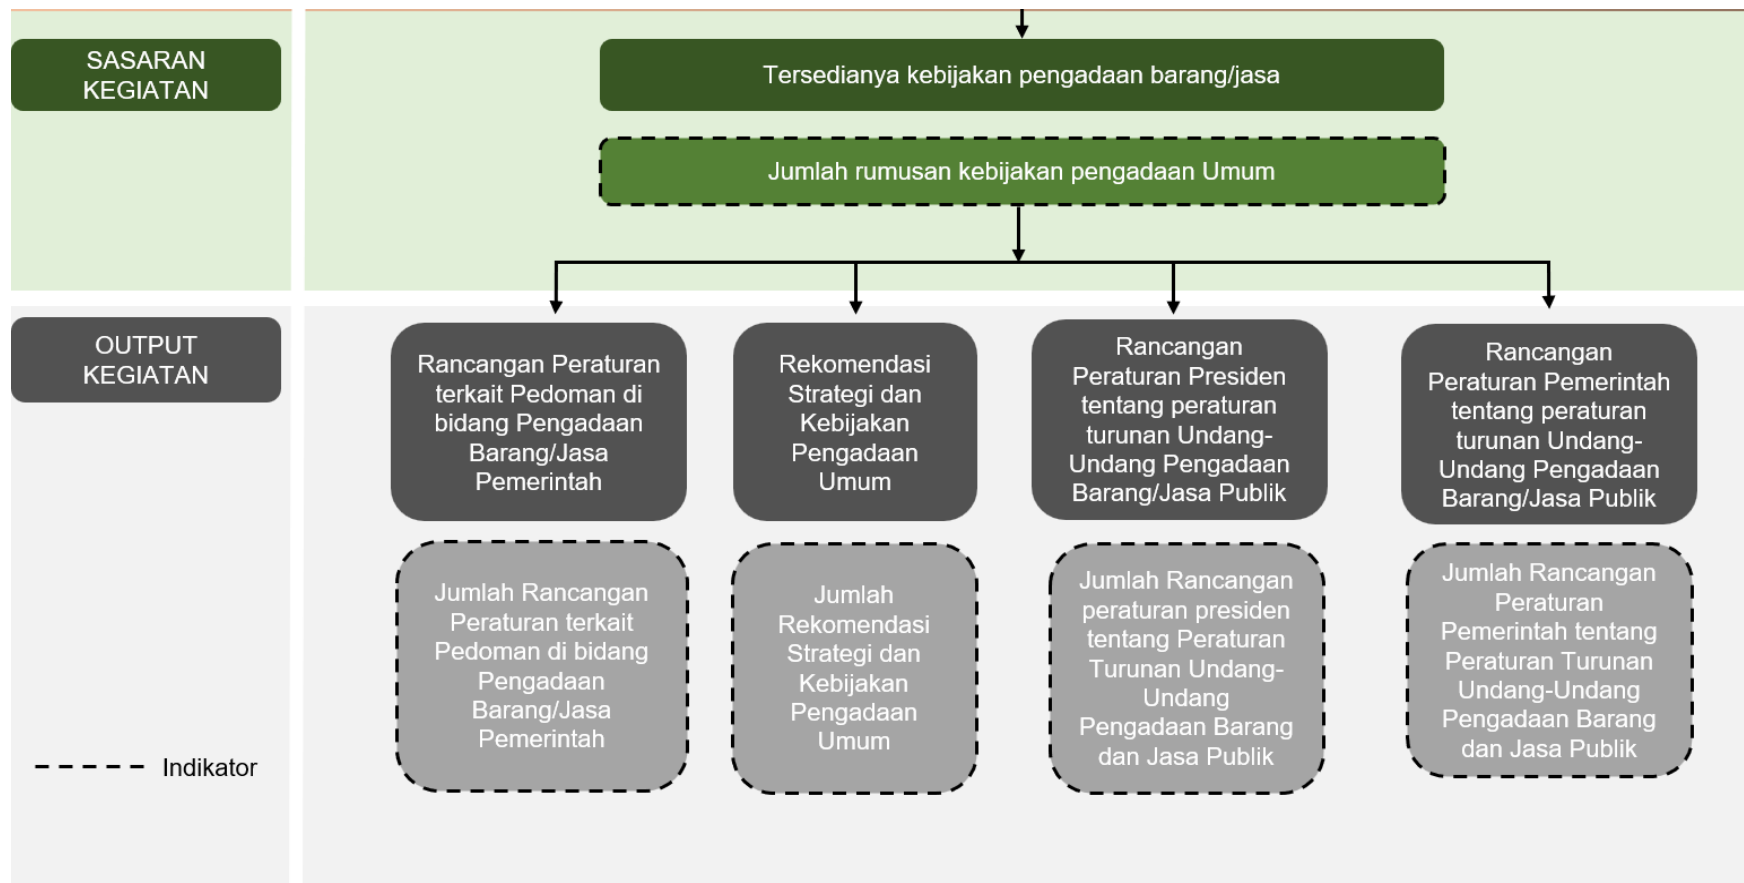 SASARAN
KEGIATAN
Tersedianya kebijakan pengadaan barang/jasa
Jumlah rumusan kebijakan pengadaan Umum
OUTPUT
KEGIATAN
Rancangan Peraturan
terkait Pedoman di
bidang Pengadaan
Barang/Jasa
Pemerintah
Rekomendasi
Strategi dan
Kebijakan
Pengadaan
Umum
Rancangan
Peraturan Presiden
tentang peraturan
turunan Undang-
Undang Pengadaan
Barang/Jasa Publik
Rancangan
Peraturan Pemerintah
tentang peraturan
turunan Undang-
Undang Pengadaan
Barang/Jasa Publik
Jumlah Rancangan
Peraturan terkait
Pedoman di bidang
Pengadaan
Barang/Jasa
Pemerintah
Jumlah
Rekomendasi
Strategi dan
Kebijakan
Pengadaan
Umum
Jumlah Rancangan
peraturan presiden
tentang Peraturan
Turunan Undang-
Undang
Pengadaan Barang
dan Jasa Publik
Jumlah Rancangan
Peraturan
Pemerintah tentang
Peraturan Turunan
Undang-Undang
Pengadaan Barang
dan Jasa Publik
Indikator